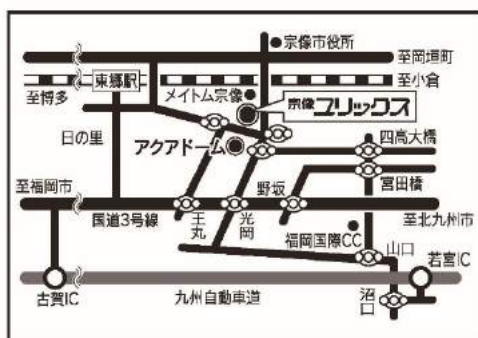 宗像市役所
至岡垣町
東郷駅
至小倉
至博多
メイトム宗像
宗像ユリックス
日の里
アクアドーム
四高大橋
宮田橋
至福岡市
野坂
国道3号線
王丸
光岡
至北九州市
福岡国際CC
山口
若宮IC
古賀IC
九州自動車道
沼口